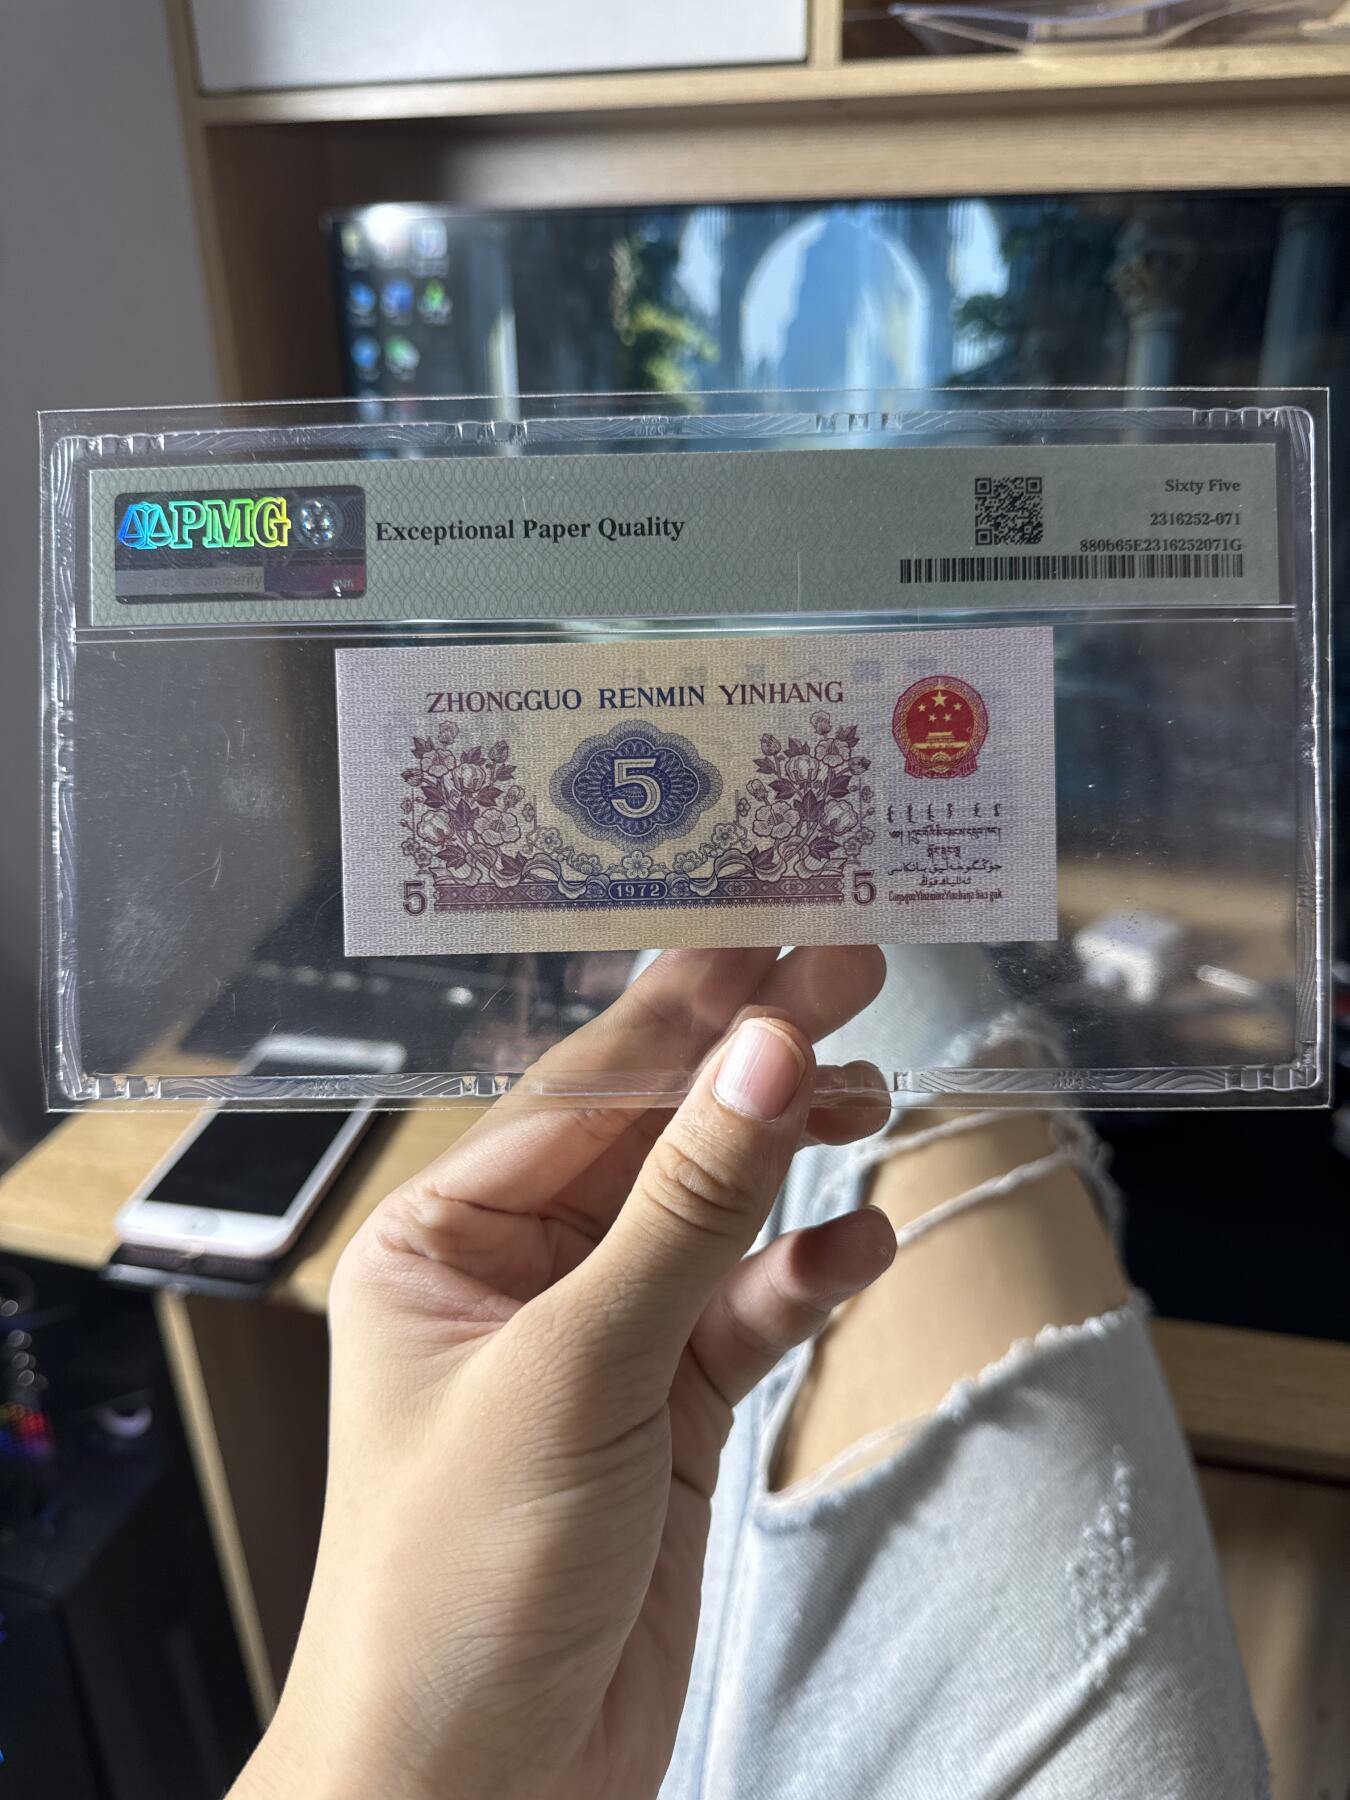 PMG
Exceptional Paper Quality
Sixty Five
2316252-071
880b65E2316252071G
ZHONGGUO RENMIN YINHANG
5
5
1972
5